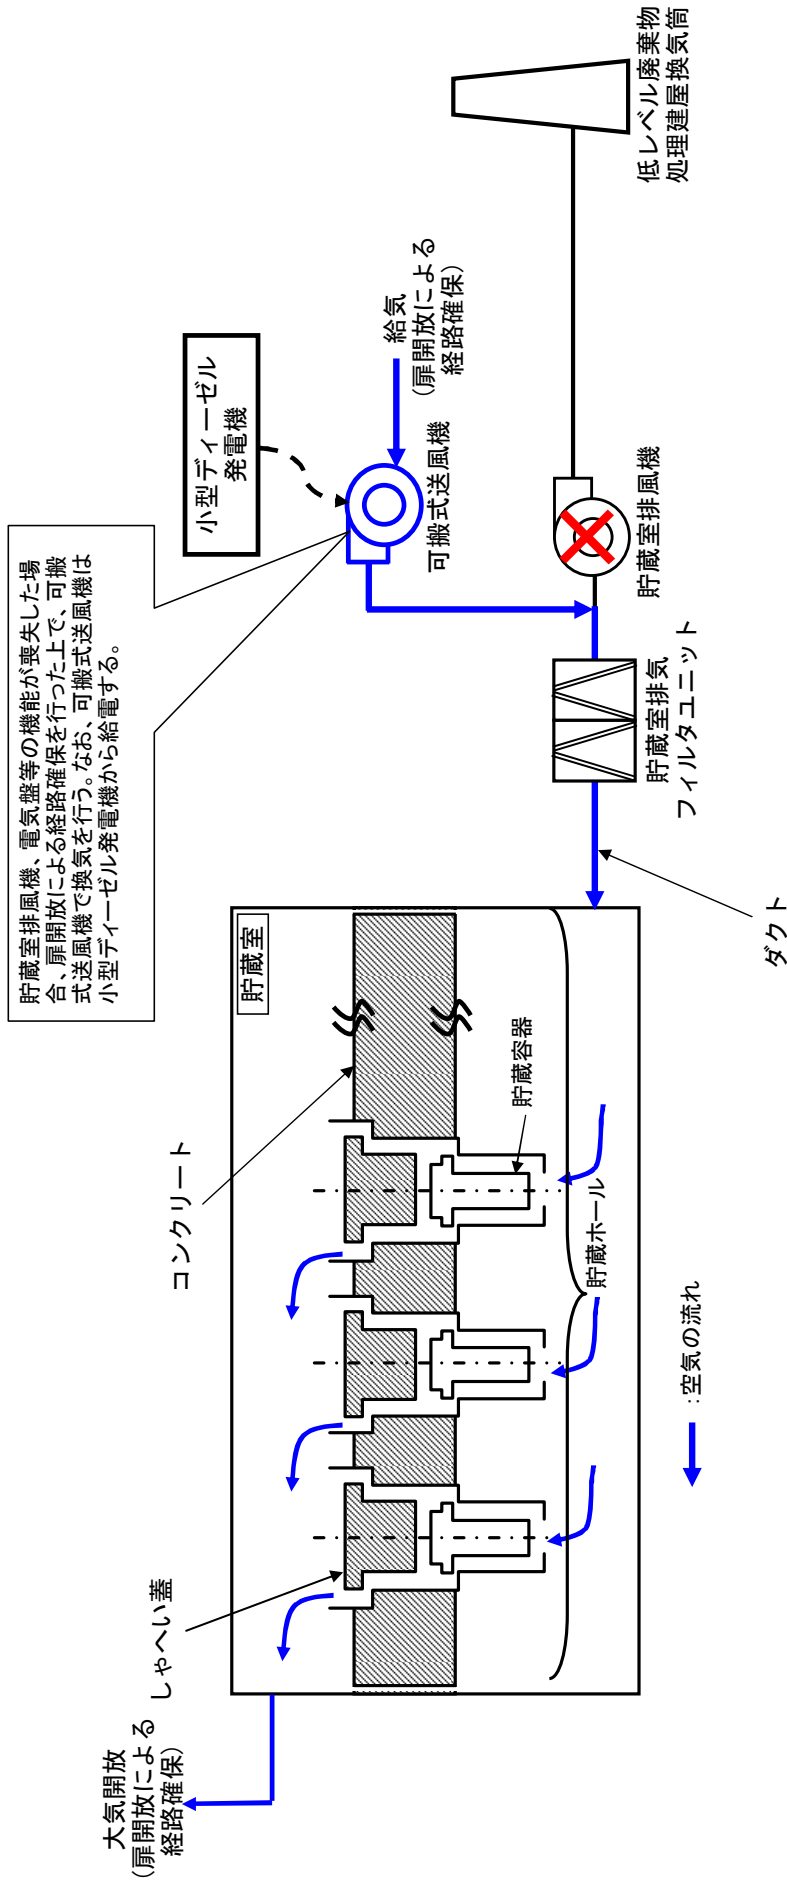 貯蔵室排風機、電気盤等の機能が喪失した場
合、扉開放による経路確保を行った上で、可搬
式送風機で換気を行う。なお、可搬式送風機は
小型ディーゼル発電機から給電する。
大気開放
(扉開放による
経路確保)
しゃへい蓋
コンクリート
貯蔵室
小型ディーゼル
発電機
給気
(扉開放による
経路確保)
可搬式送風機
貯蔵容器
貯蔵ホール
貯蔵室排気
フィルタユニット
貯蔵室排風機
低レベル廃棄物
処理建屋換気筒
ダクト
:空気の流れ